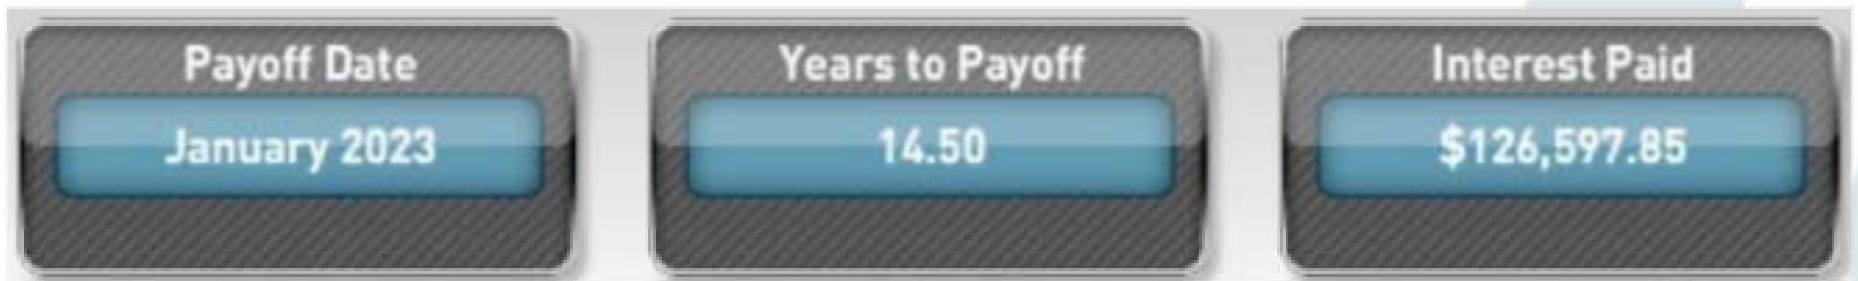 Payoff Date
January 2023
Years to Payoff
14.50
Interest Paid
$126,597.85